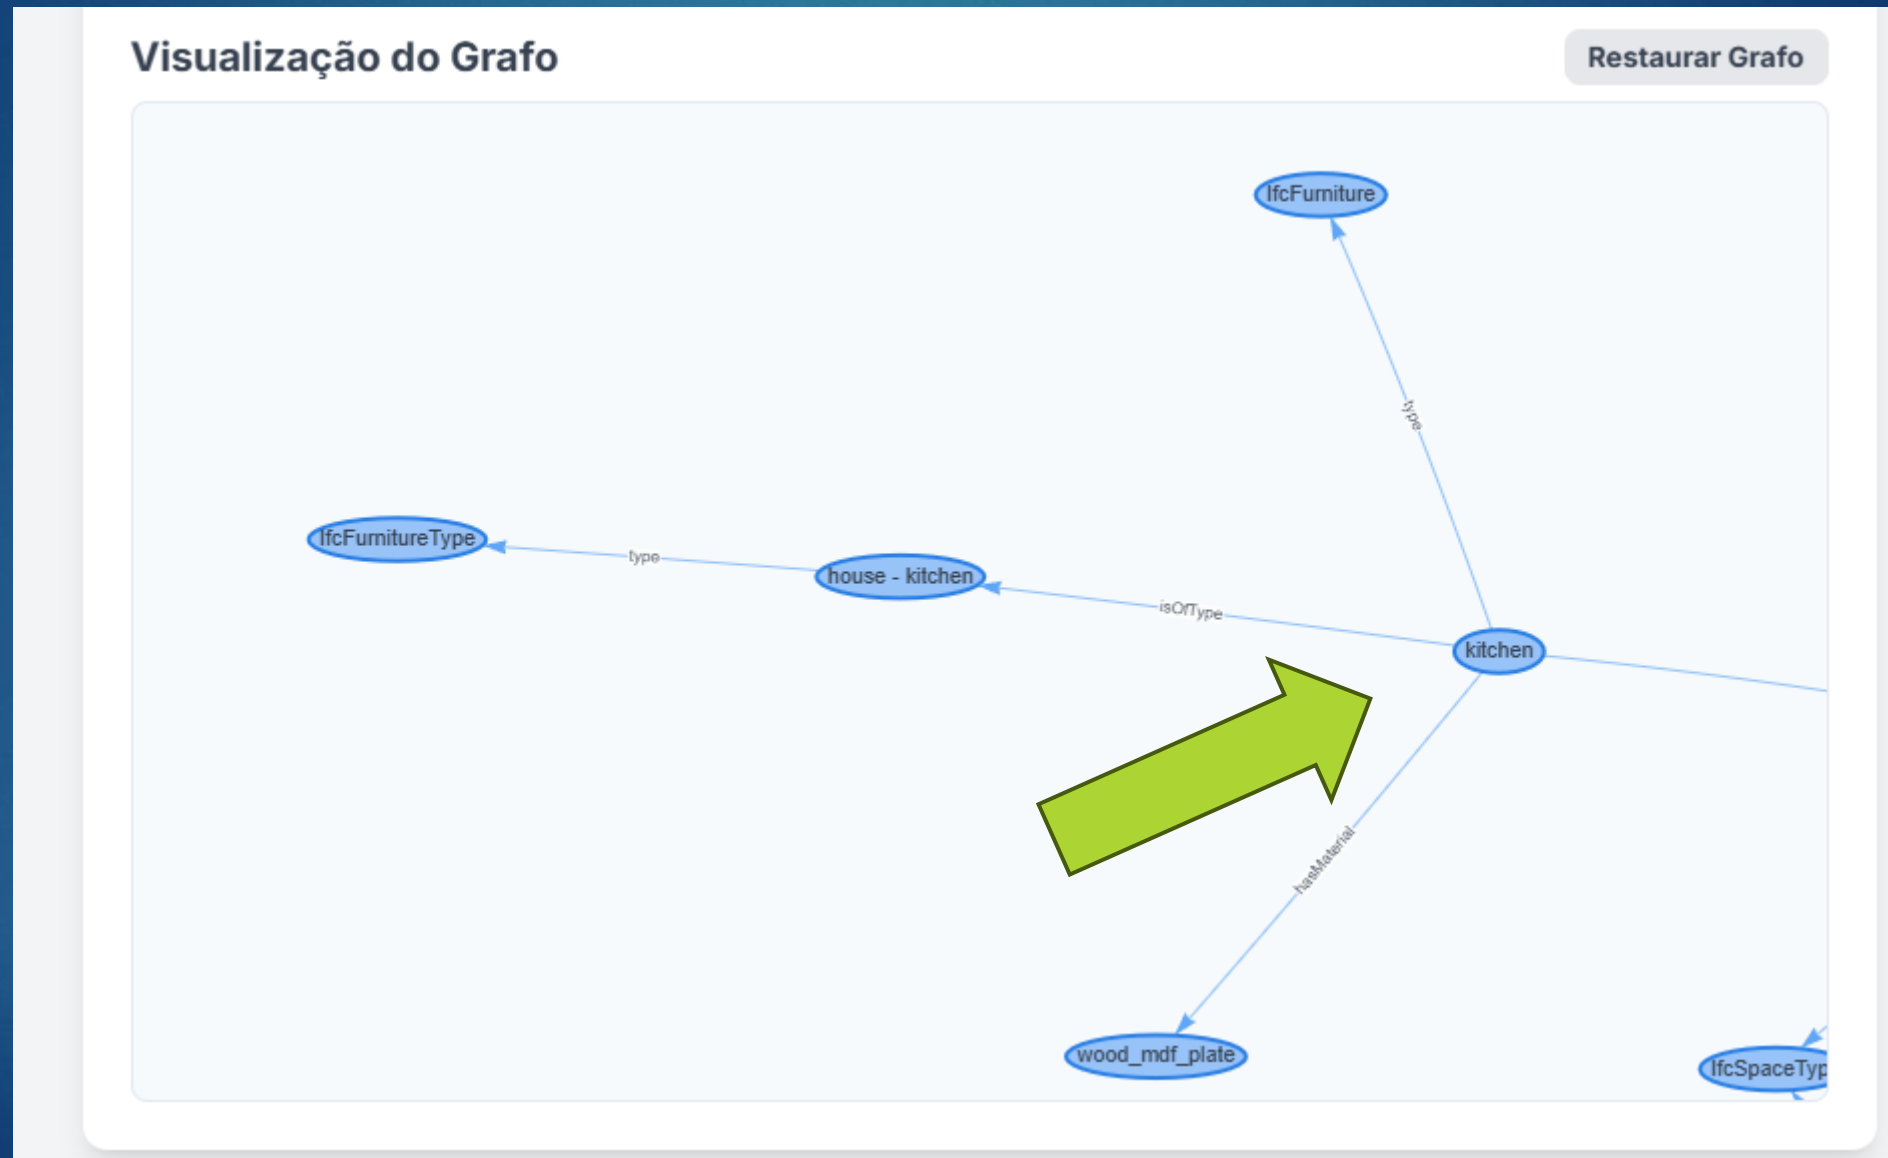 Visualização do Grafo
Restaurar Grafo
IfcFurniture
type
IfcFurnitureType
type
house - kitchen
isOfType
kitchen
hasMaterial
wood_mdf_plate
IfcSpaceTyp